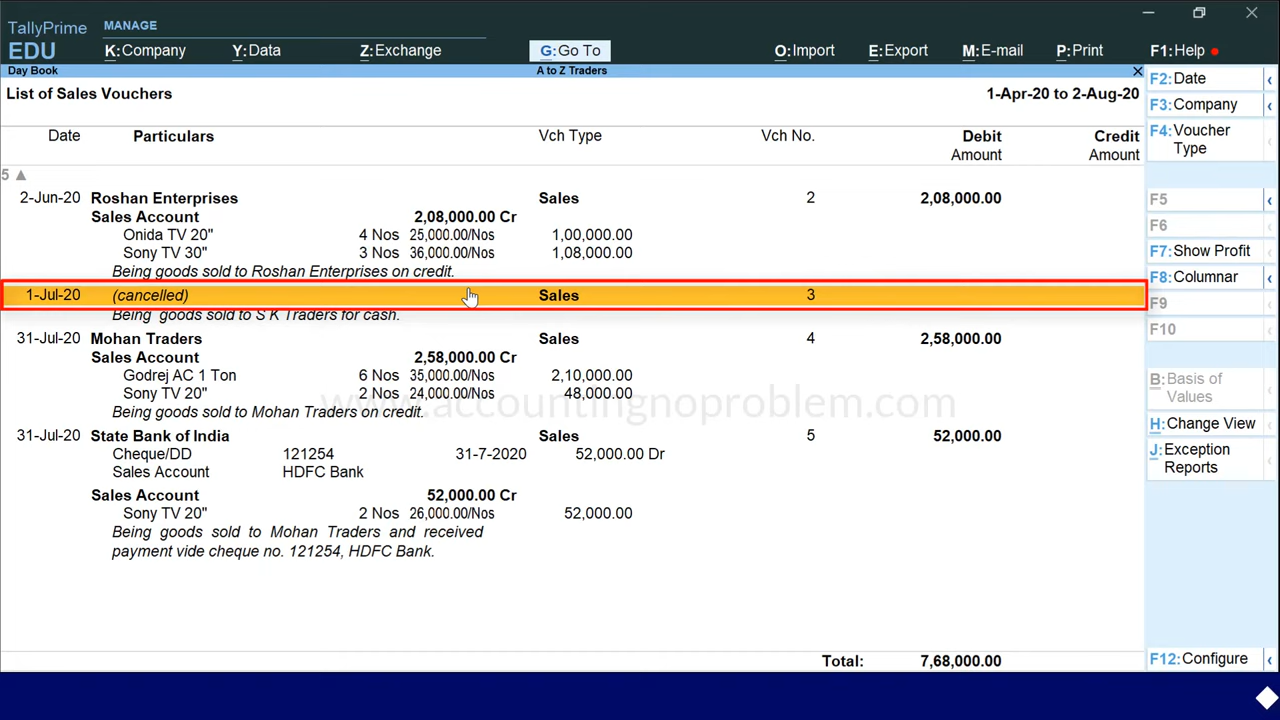 TallyPrime
EDU
MANAGE
K:Company Y:Data Z:Exchange G:Go To O:Import E:Export M:E-mail P:Print F1:Help
Day Book A to Z Traders
List of Sales Vouchers 1-Apr-20 to 2-Aug-20
Date Particulars Vch Type Vch No. Debit Credit
Amount Amount
5 ▲
2-Jun-20 Roshan Enterprises Sales 2 2,08,000.00
Sales Account 2,08,000.00 Cr
Onida TV 20" 4 Nos 25,000.00/Nos 1,00,000.00
Sony TV 30" 3 Nos 36,000.00/Nos 1,08,000.00
Being goods sold to Roshan Enterprises on credit.
1-Jul-20 (cancelled) Sales 3
Being goods sold to S K Traders for cash.
31-Jul-20 Mohan Traders Sales 4 2,58,000.00
Sales Account 2,58,000.00 Cr
Godrej AC 1 Ton 6 Nos 35,000.00/Nos 2,10,000.00
Sony TV 20" 2 Nos 24,000.00/Nos 48,000.00
Being goods sold to Mohan Traders on credit.
www.accountingnoproblem.com
31-Jul-20 State Bank of India Sales 5 52,000.00
Cheque/DD 121254 31-7-2020 52,000.00 Dr
Sales Account HDFC Bank
Sales Account 52,000.00 Cr
Sony TV 20" 2 Nos 26,000.00/Nos 52,000.00
Being goods sold to Mohan Traders and received
payment vide cheque no. 121254, HDFC Bank.
Total: 7,68,000.00
F2:Date
F3:Company
F4:Voucher
Type
F5
F6
F7:Show Profit
F8:Columnar
F9
F10
B:Basis of
Values
H:Change View
J:Exception
Reports
F12:Configure